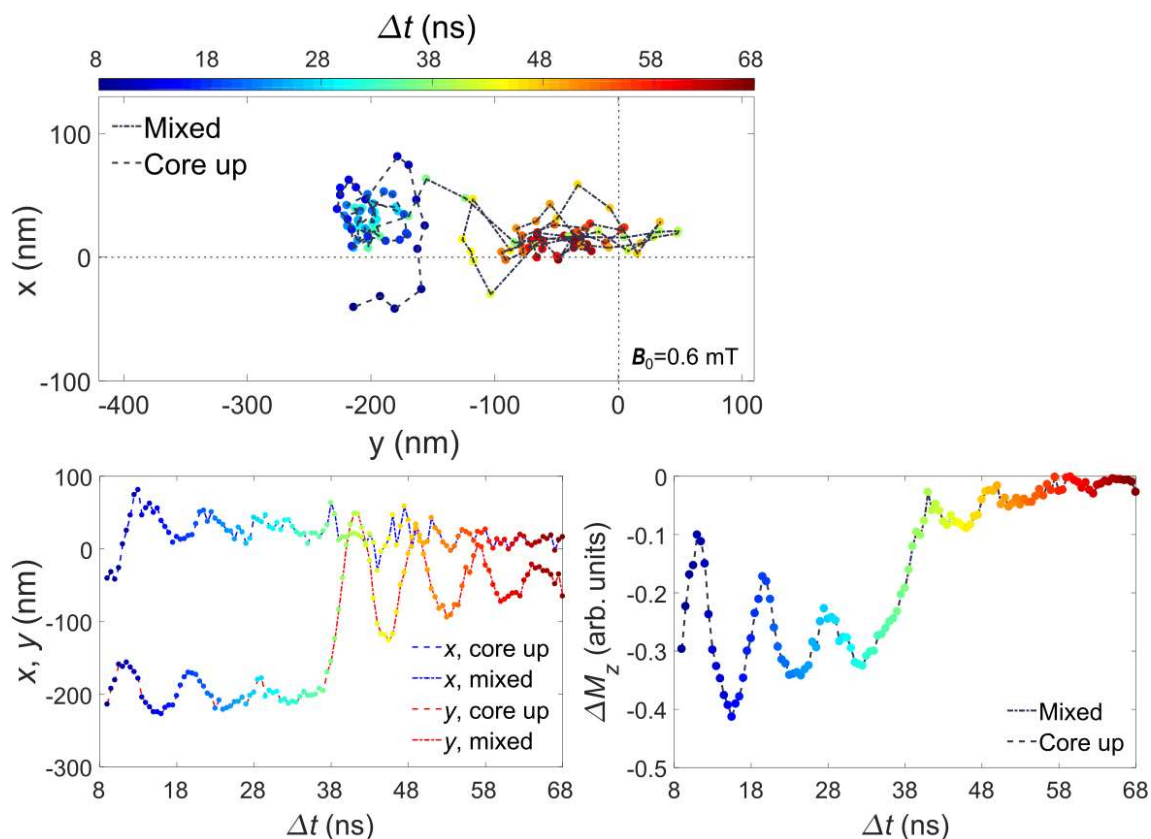 Δt (ns)
8 18 28 38 48 58 68
100
0
-100
x (nm)
Mixed
Core up
B0=0.6 mT
-400 -300 -200 -100 0 100
y (nm)
100
0
-100
-200
-300
x, y (nm)
x, core up
x, mixed
y, core up
y, mixed
8 18 28 38 48 58 68
Δt (ns)
0
-0.1
-0.2
-0.3
-0.4
-0.5
ΔMz (arb. units)
Mixed
Core up
8 18 28 38 48 58 68
Δt (ns)